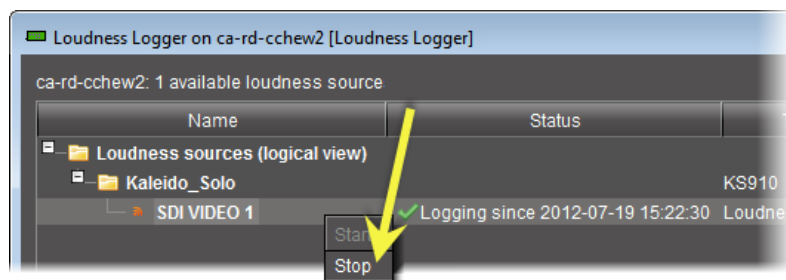 Loudness Logger on ca-rd-cchew2 [Loudness Logger]
ca-rd-cchew2: 1 available loudness source
Name Status
Loudness sources (logical view)
Kaleido_Solo KS910
SDI VIDEO 1 Logging since 2012-07-19 15:22:30
Stop